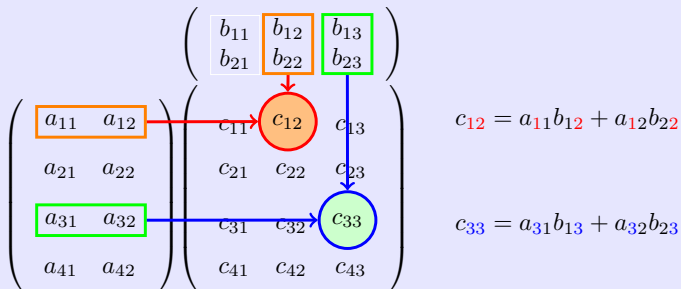 b₁₁ b₁₂ b₁₃
b₂₁ b₂₂ b₂₃
a₁₁ a₁₂ c₁₁ c₁₂ c₁₃ c₁₂ = a₁₁b₁₂ + a₁₂b₂₂
a₂₁ a₂₂ c₂₁ c₂₂ c₂₃
a₃₁ a₃₂ c₃₁ c₃₂ c₃₃ c₃₃ = a₃₁b₁₃ + a₃₂b₂₃
a₄₁ a₄₂ c₄₁ c₄₂ c₄₃